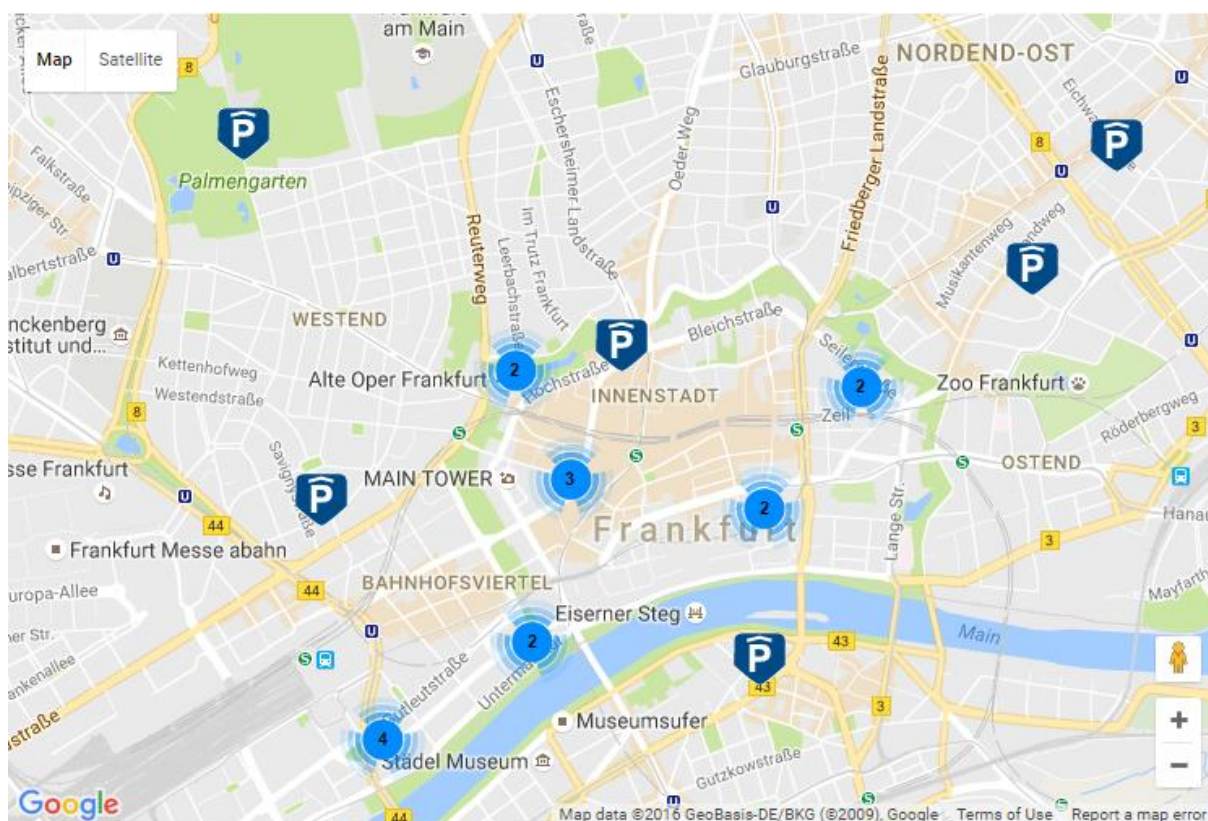 am Main
Map
Satellite
8
U
Glauburgstraße
NORDEND-OST
U
P
Palmengarten
Falkstraße
Eschersheimer Landstraße
Oeder Weg
Friedberger Landstraße
8
P
U
U
Reuterweg
Leerbachstraße
Im Trutz Frankfurt
U
Musikantenweg
P
WESTEND
Bleichstraße
P
U
Kettenhofweg
Westendstraße
Alte Oper Frankfurt
2
Hochstraße
INNENSTADT
2
Zeil
Zoo Frankfurt
Röderbergweg
8
S
S
S
S
3
OSTEND
MAIN TOWER
3
2
P
U
44
Frankfurt
Lange Str.
3
Frankfurt Messe abahn
BAHNHOFSVIERTEL
44
U
S
Eiserner Steg
2
43
Main
P
43
3
Museumsufer
4
Städel Museum
Gutzkowstraße
+
−
Google
44
Map data ©2016 GeoBasis-DE/BKG (©2009), Google
Terms of Use
Report a map error